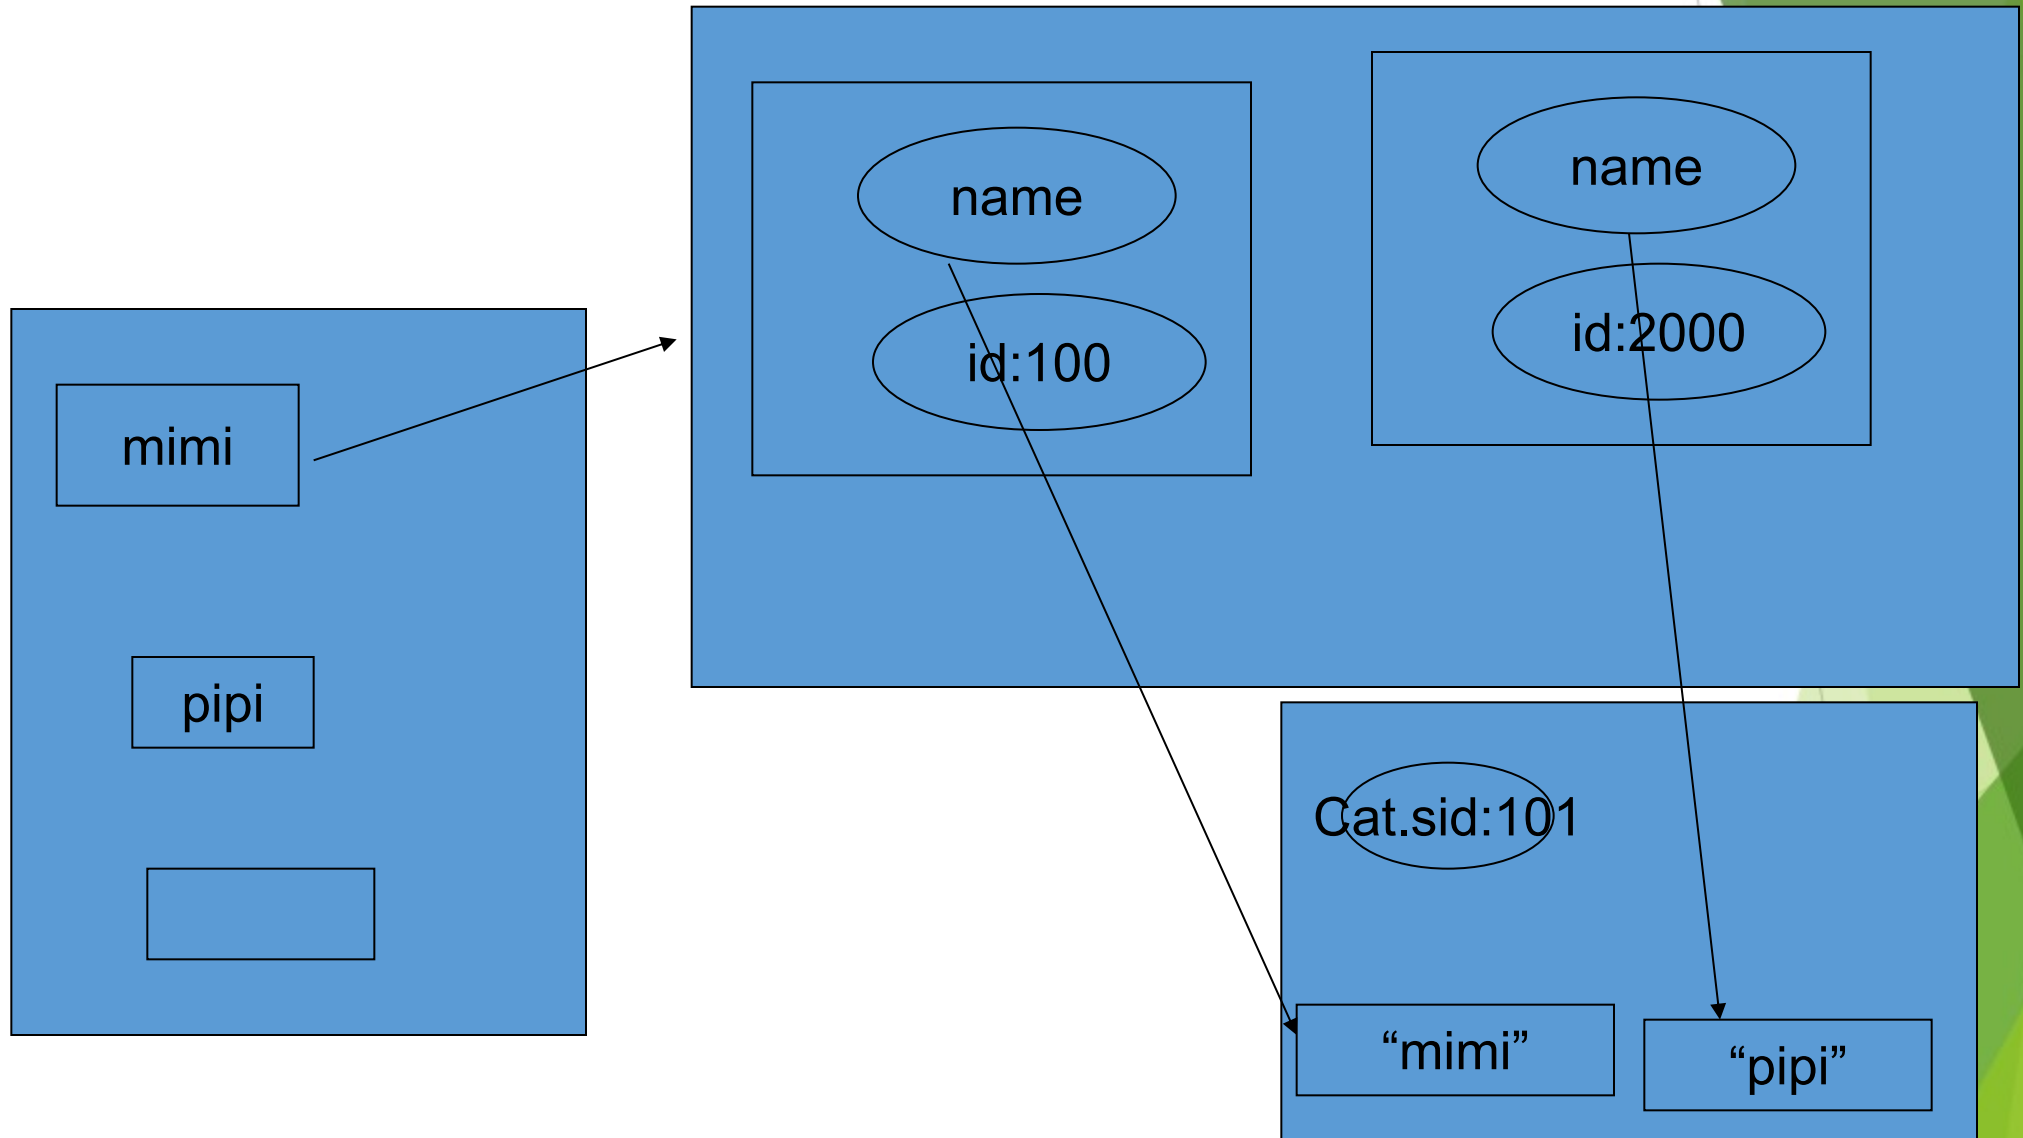 name
name
id:100
id:2000
mimi
pipi
Cat.sid:101
“mimi”
“pipi”